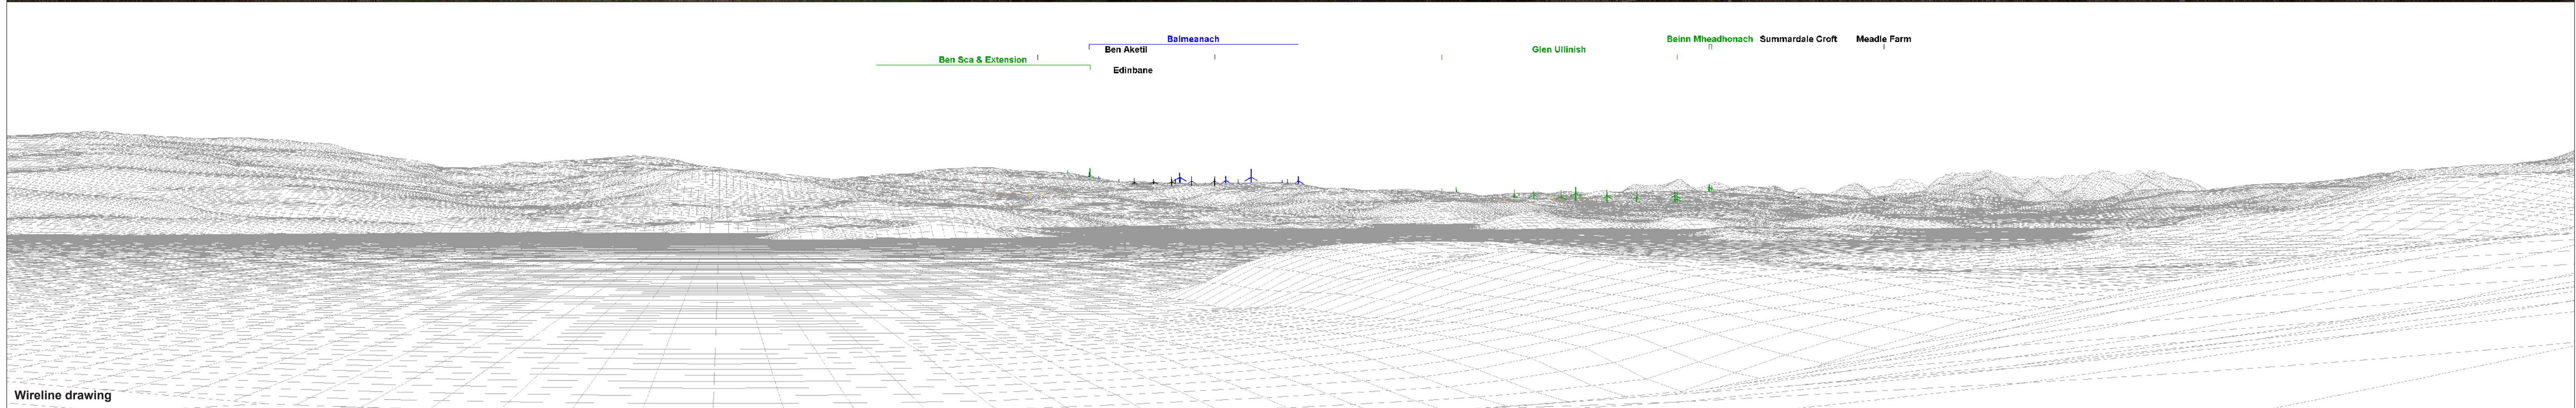 Balmeanach
Ben Aketil
Ben Sca & Extension
Edinbane
Glen Ullinish
Beinn Mheadhonach
Summardale Croft
Meadle Farm
Wireline drawing